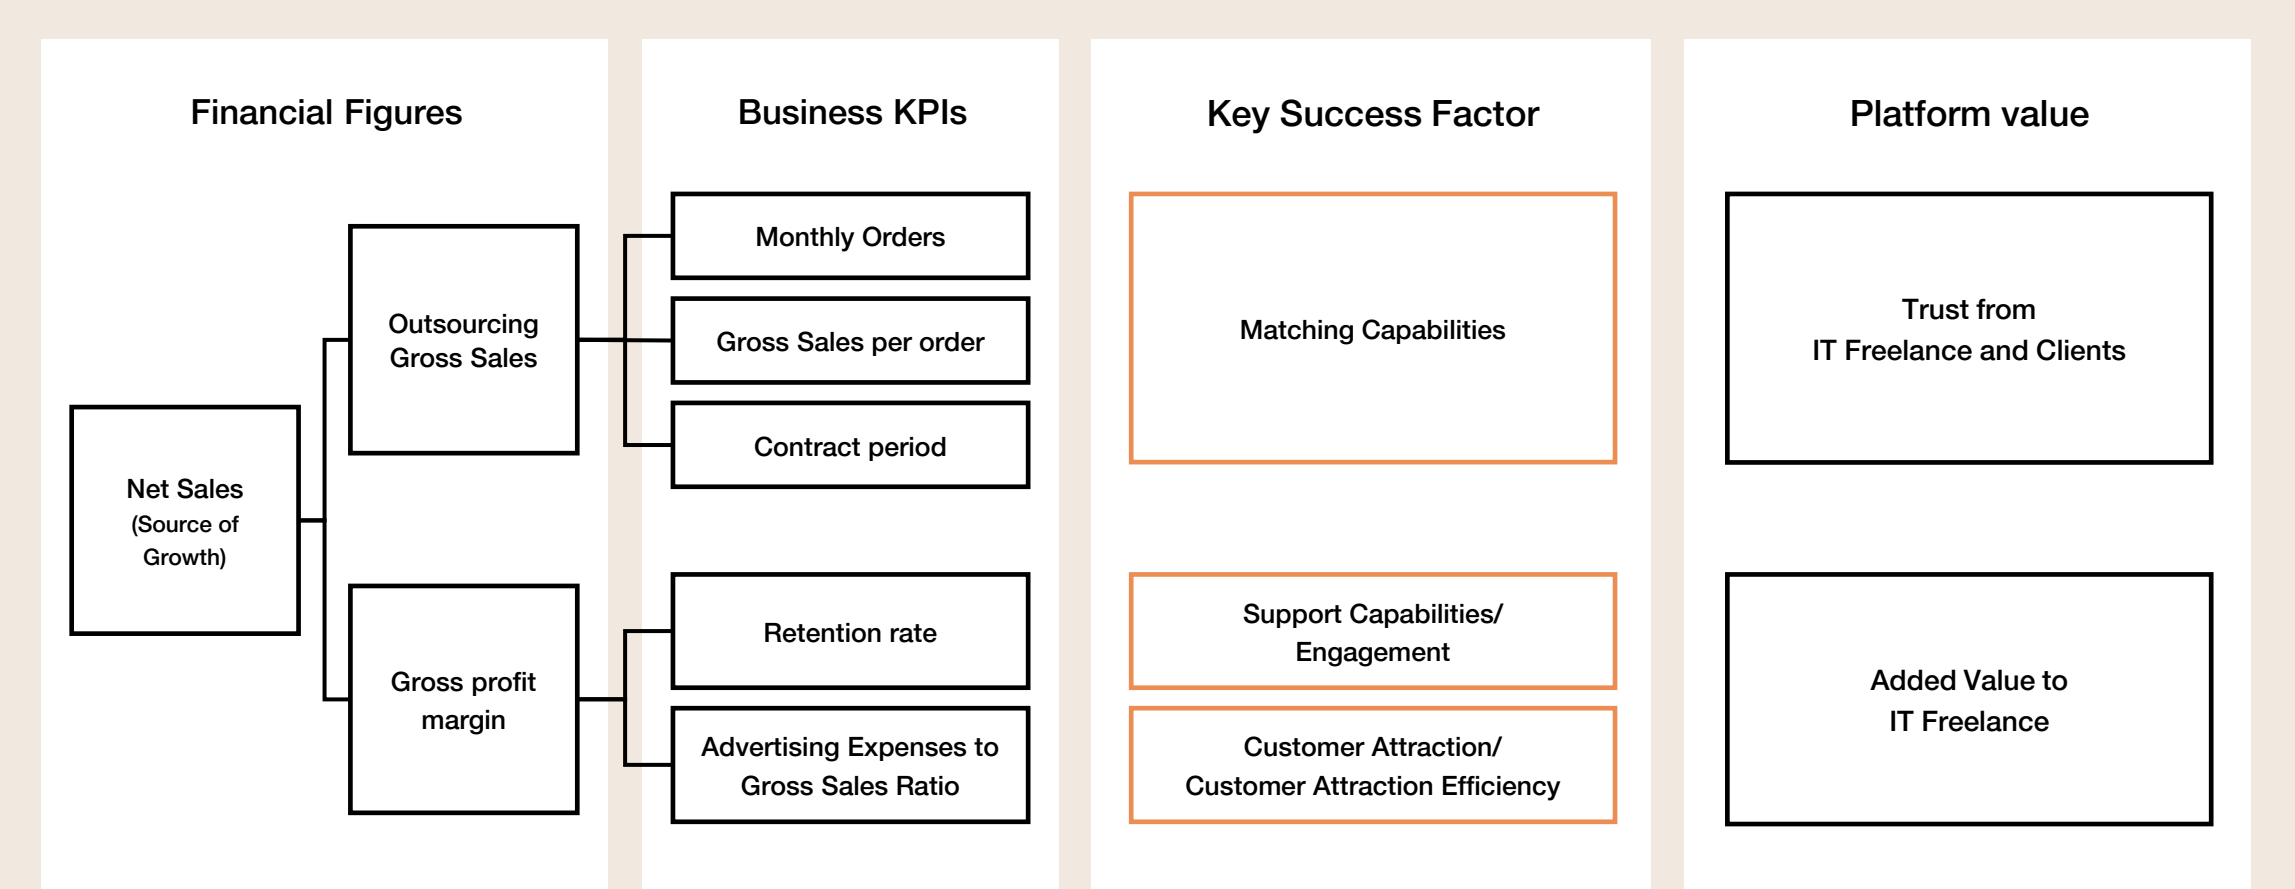 Financial Figures
Business KPIs
Key Success Factor
Platform value
Net Sales
(Source of
Growth)
Outsourcing
Gross Sales
Gross profit
margin
Monthly Orders
Gross Sales per order
Contract period
Retention rate
Advertising Expenses to
Gross Sales Ratio
Matching Capabilities
Support Capabilities/
Engagement
Customer Attraction/
Customer Attraction Efficiency
Trust from
IT Freelance and Clients
Added Value to
IT Freelance